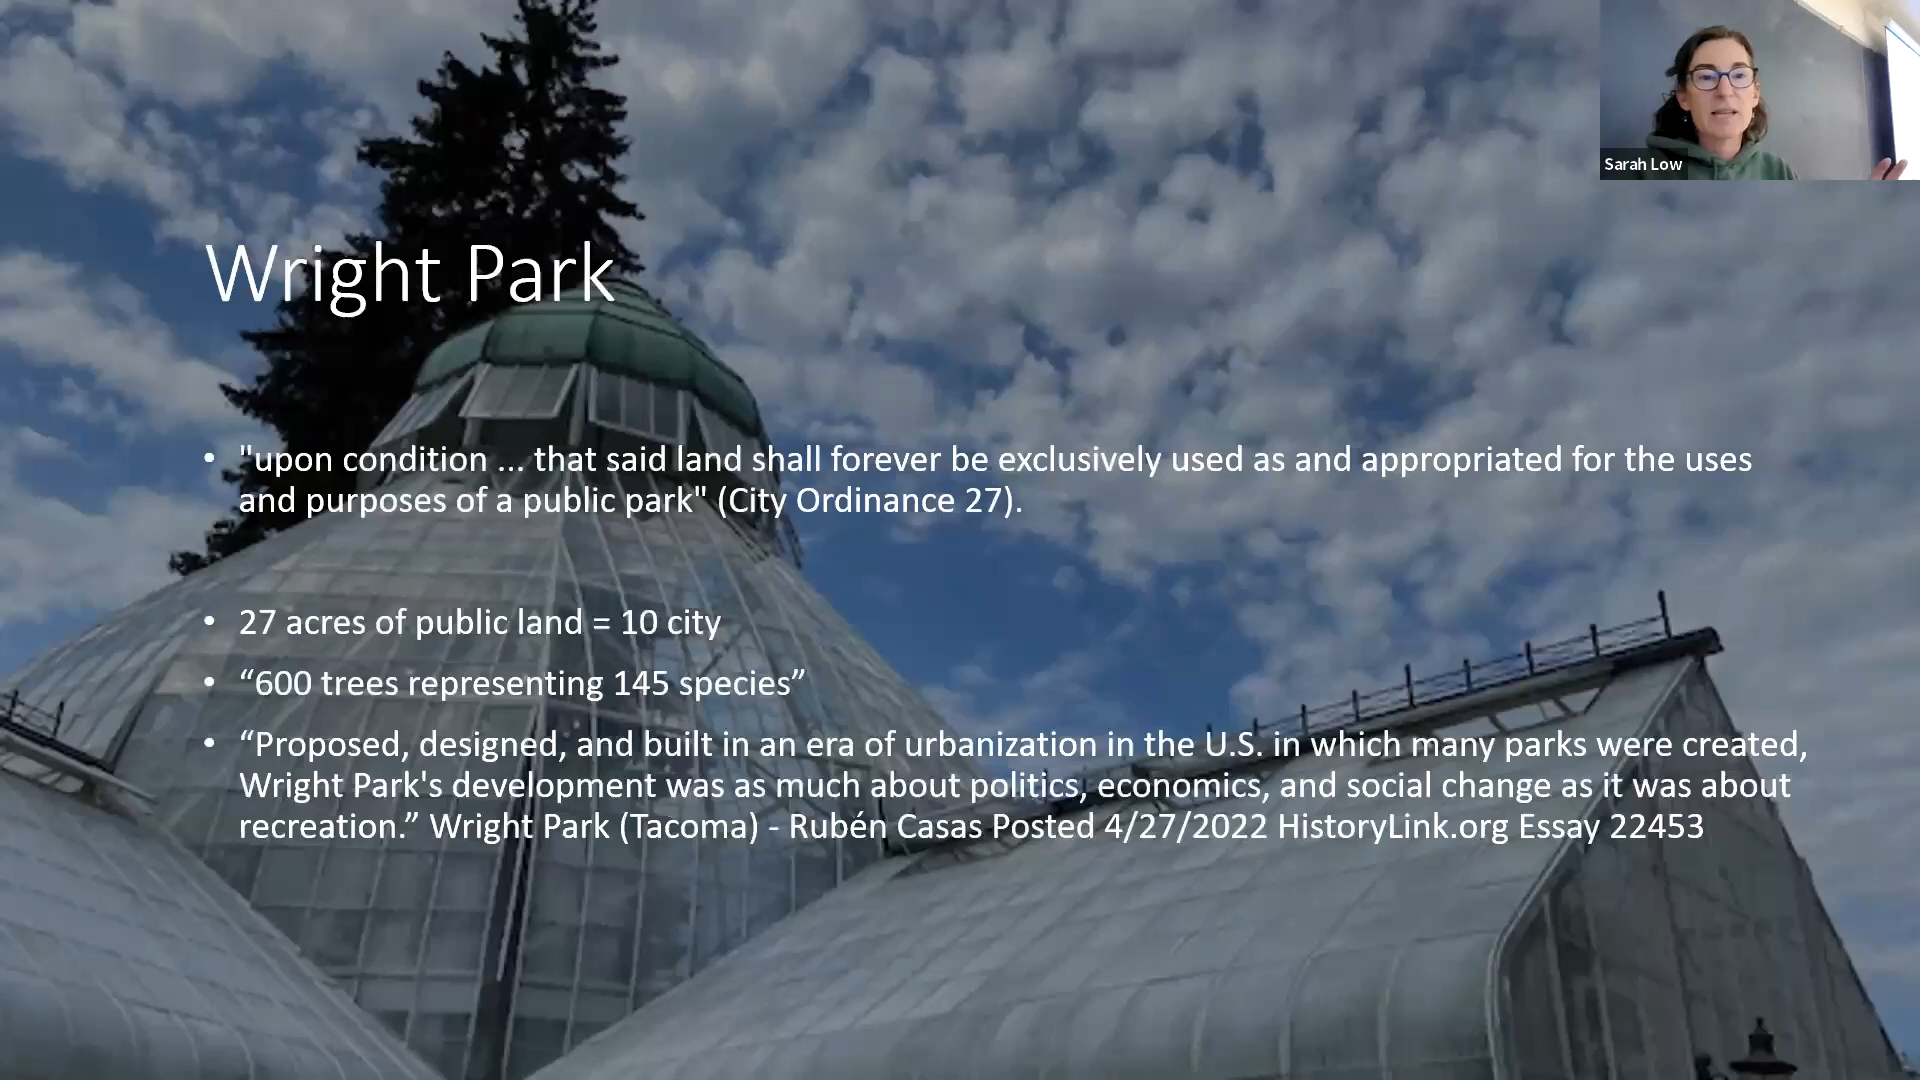 Sarah Low
Wright Park
• "upon condition ... that said land shall forever be exclusively used as and appropriated for the uses
and purposes of a public park" (City Ordinance 27).
• 27 acres of public land = 10 city
• “600 trees representing 145 species”
• “Proposed, designed, and built in an era of urbanization in the U.S. in which many parks were created,
Wright Park's development was as much about politics, economics, and social change as it was about
recreation.” Wright Park (Tacoma) - Rubén Casas Posted 4/27/2022 HistoryLink.org Essay 22453